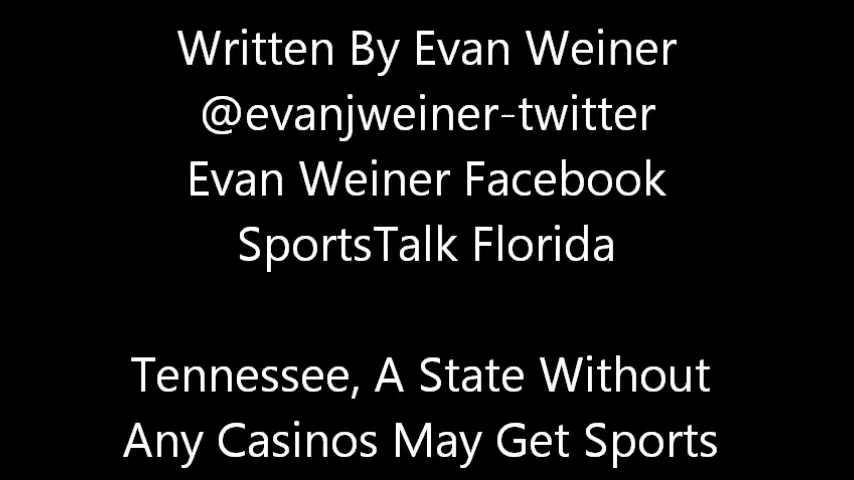 Written By Evan Weiner
@evanjweiner-twitter
Evan Weiner Facebook
SportsTalk Florida
Tennessee, A State Without
Any Casinos May Get Sports